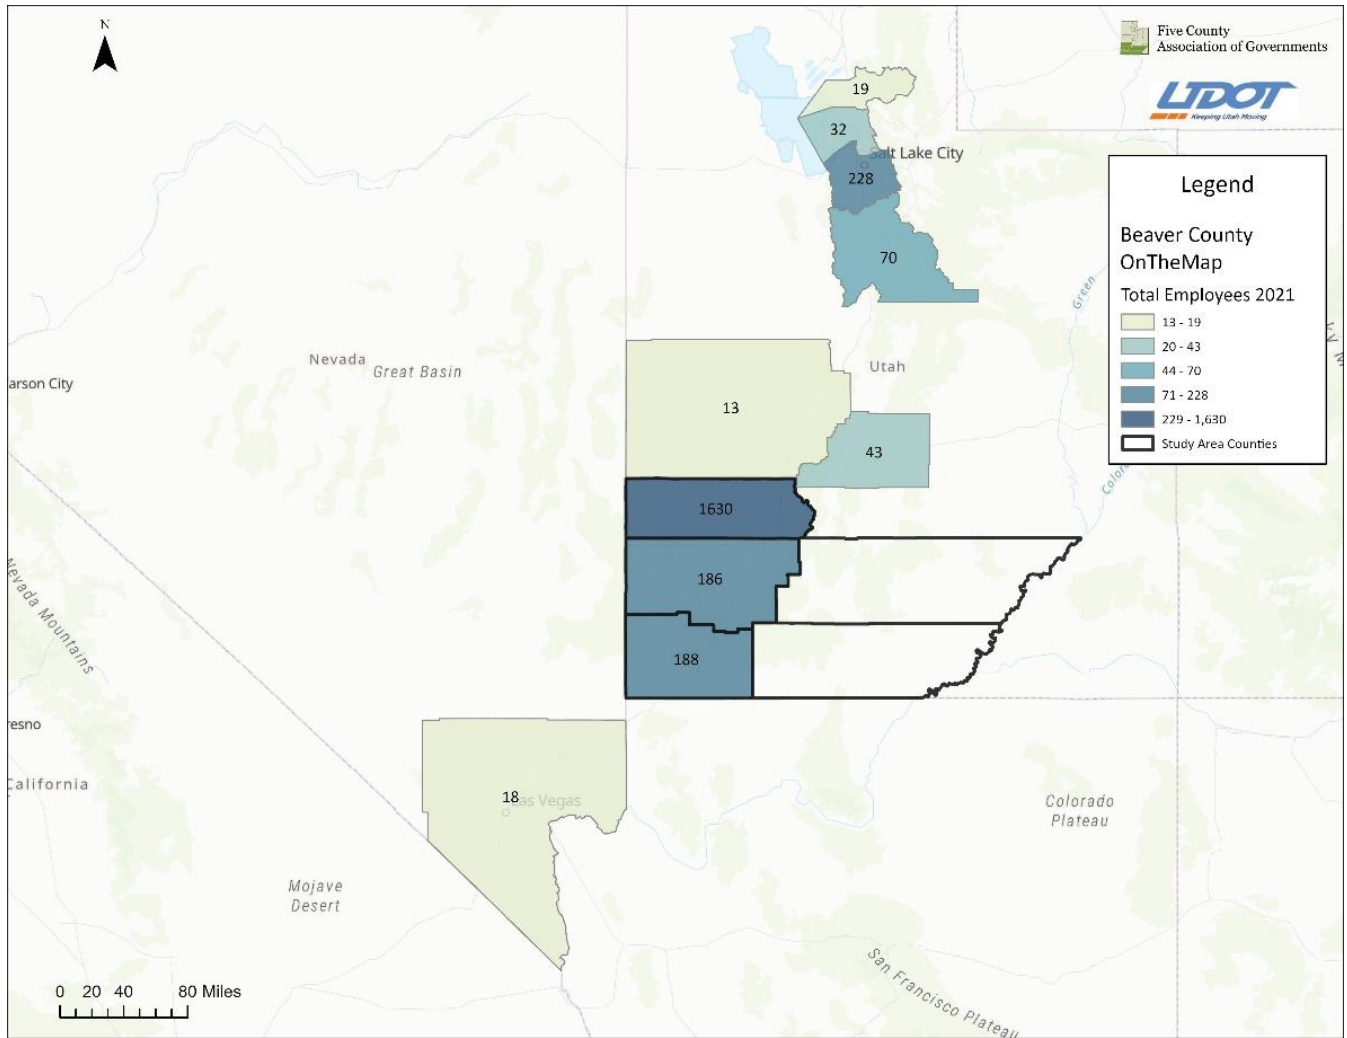 N
Five County
Association of Governments
UDOT
Keeping Utah Moving
19
32
Salt Lake City
228
70
Legend
Beaver County
OnTheMap
Total Employees 2021
13 - 19
20 - 43
44 - 70
71 - 228
229 - 1,630
Study Area Counties
Green
Nevada
Great Basin
Utah
arson City
13
43
Colora
1630
186
188
Nevada Mountains
resno
California
18
Las Vegas
Colorado
Plateau
Mojave
Desert
San Francisco Plateau
0 20 40 80 Miles